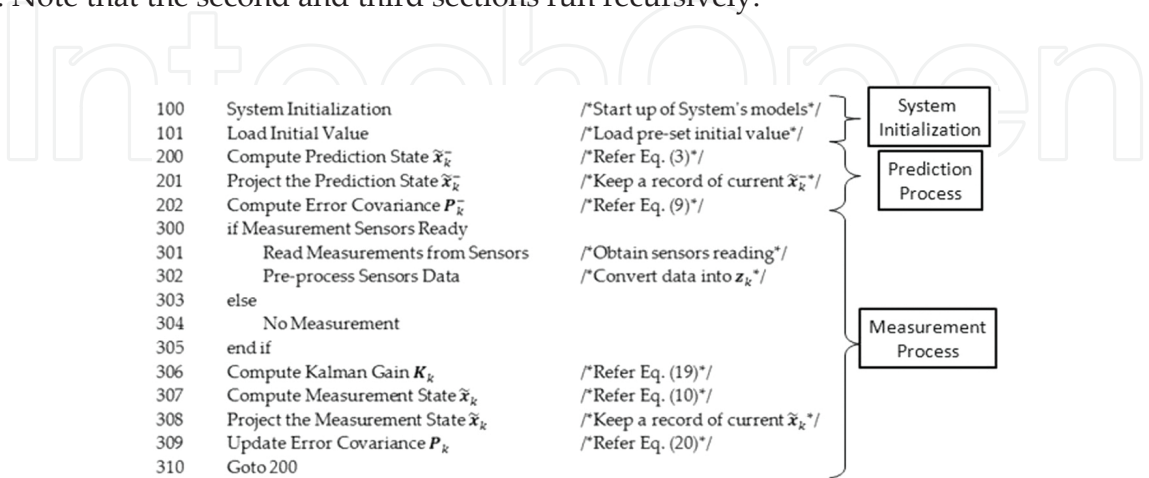 . Note that the second and third sections run recursively.
IntechOpen
100 System Initialization /*Start up of System's models*/
101 Load Initial Value /*Load pre-set initial value*/
200 Compute Prediction State x̃ₖ⁻ /*Refer Eq. (3)*/
201 Project the Prediction State x̃ₖ⁻ /*Keep a record of current x̃ₖ⁻*/
202 Compute Error Covariance Pₖ⁻ /*Refer Eq. (9)*/
300 if Measurement Sensors Ready
301 Read Measurements from Sensors /*Obtain sensors reading*/
302 Pre-process Sensors Data /*Convert data into zₖ*/
303 else
304 No Measurement
305 end if
306 Compute Kalman Gain Kₖ /*Refer Eq. (19)*/
307 Compute Measurement State x̃ₖ /*Refer Eq. (10)*/
308 Project the Measurement State x̃ₖ /*Keep a record of current x̃ₖ*/
309 Update Error Covariance Pₖ /*Refer Eq. (20)*/
310 Goto 200
System
Initialization
Prediction
Process
Measurement
Process